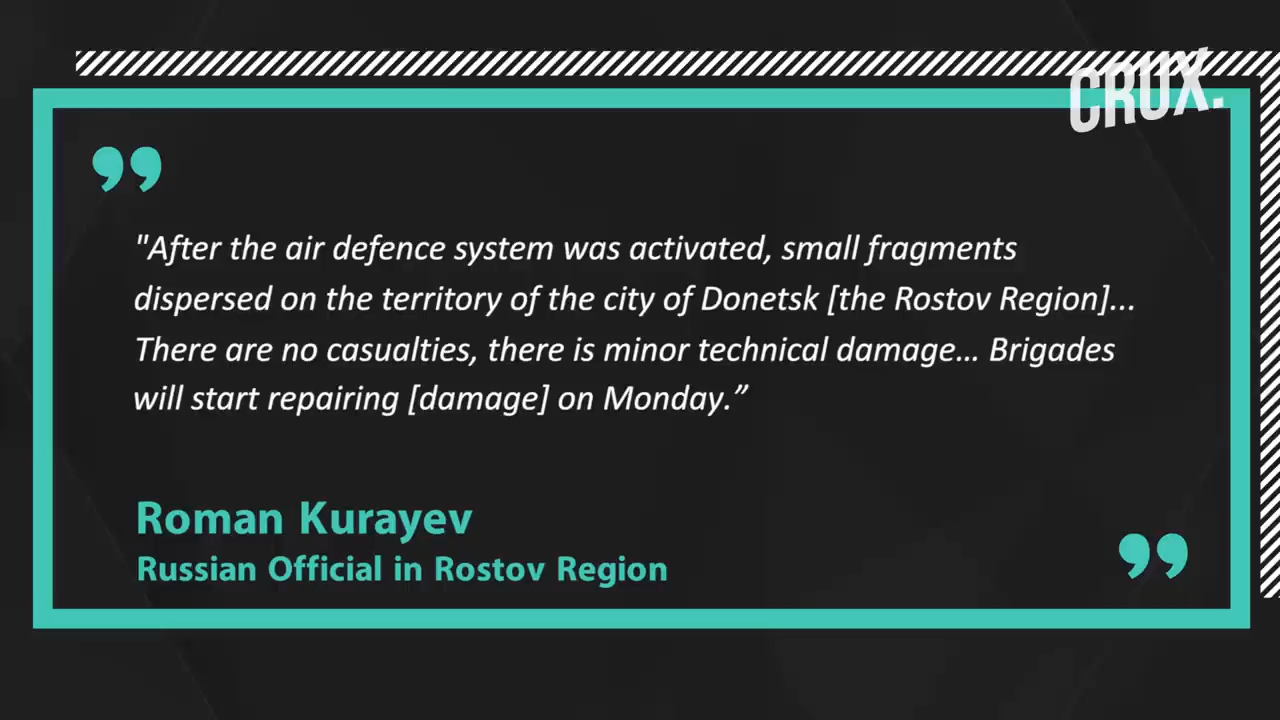 CRUX.
"After the air defence system was activated, small fragments
dispersed on the territory of the city of Donetsk [the Rostov Region]...
There are no casualties, there is minor technical damage... Brigades
will start repairing [damage] on Monday.”
Roman Kurayev
Russian Official in Rostov Region